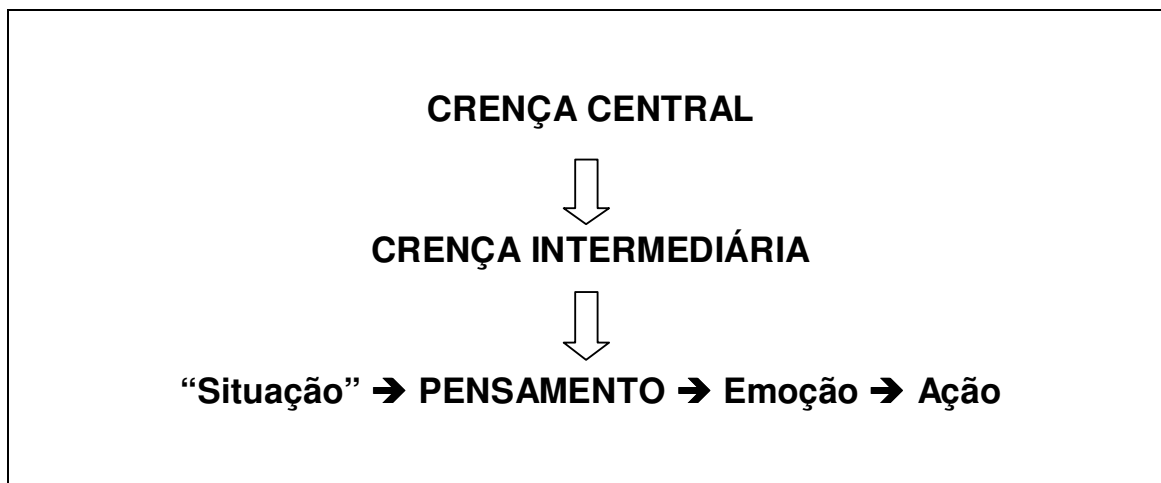 CRENÇA CENTRAL
CRENÇA INTERMEDIÁRIA
“Situação” ➔ PENSAMENTO ➔ Emoção ➔ Ação